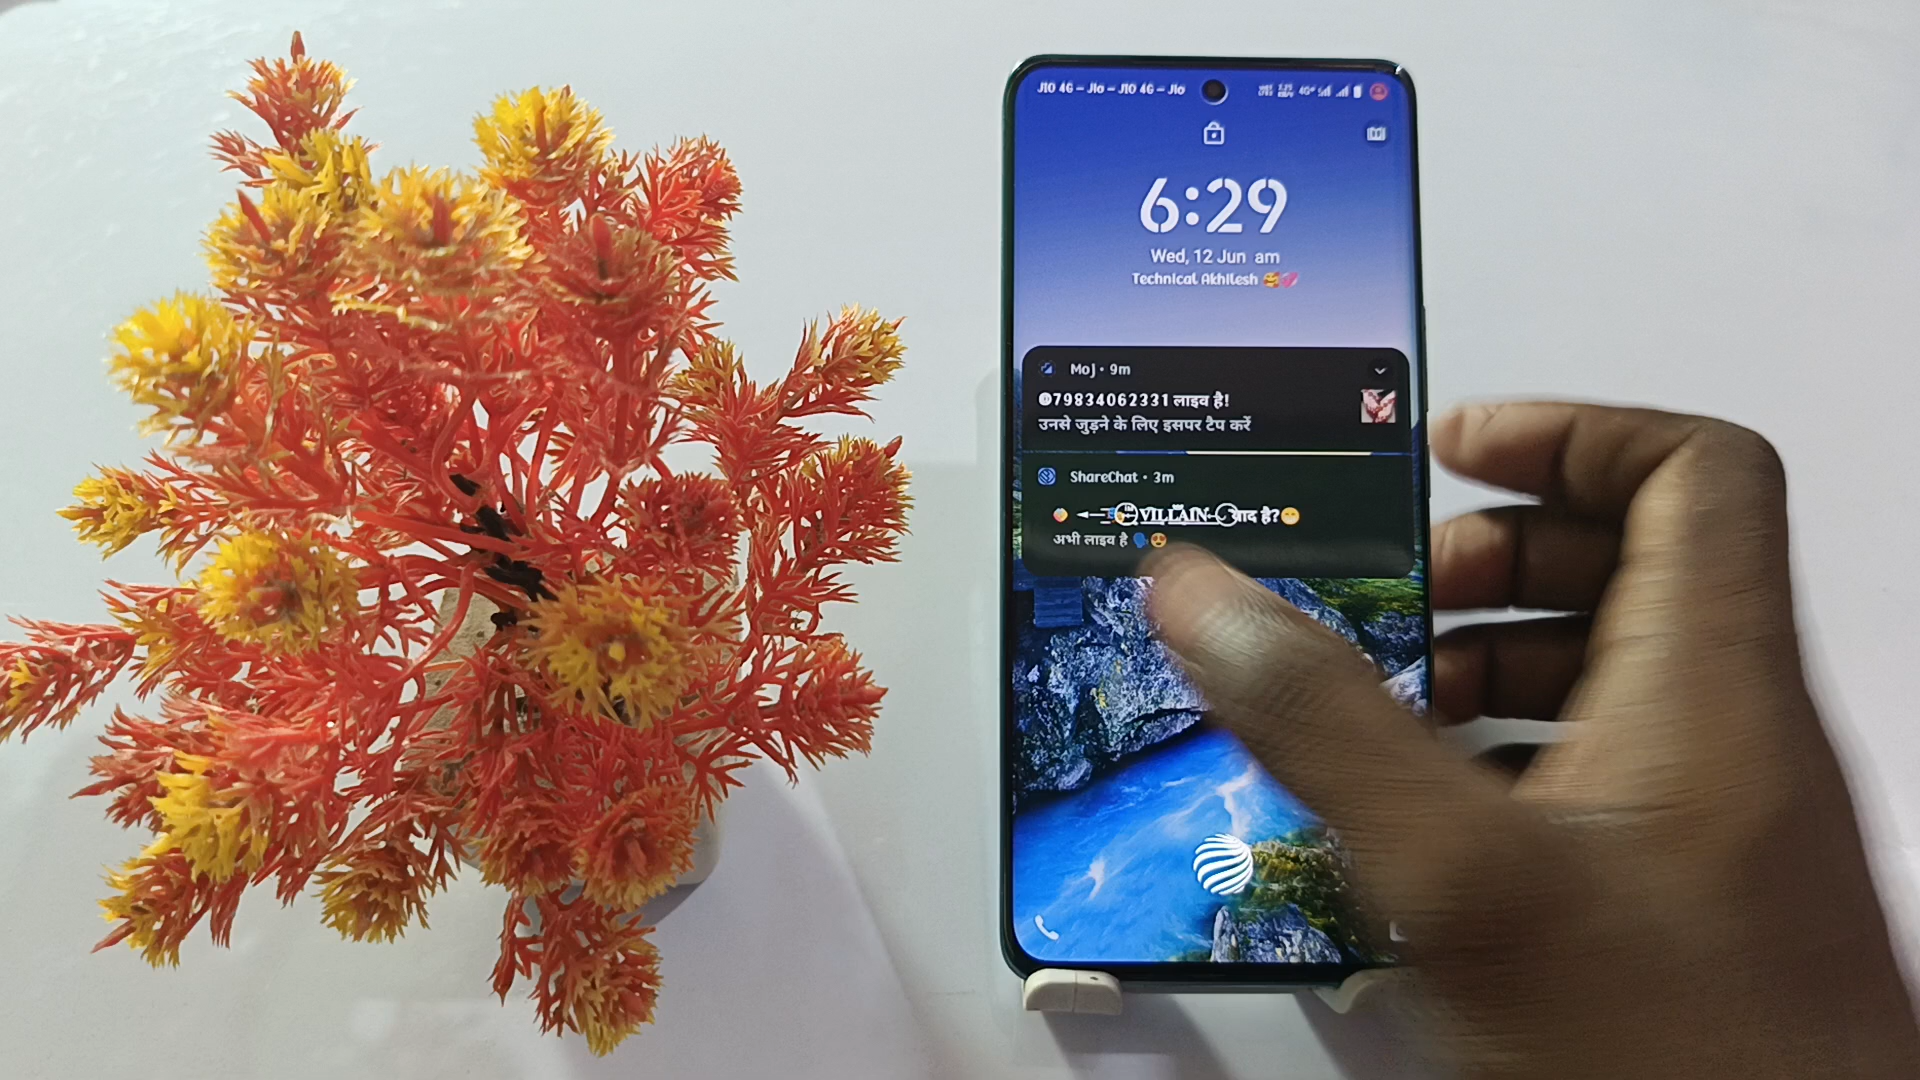 JIO 4G — Jio — JIO 4G — Jio
4G+
6:29
Wed, 12 Jun am
Technical Akhilesh 🥰💞
Moj • 9m
@79834062331 लाइव है!
उनसे जुड़ने के लिए इसपर टैप करें
ShareChat • 3m
VILLAIN याद है?😁
अभी लाइव है 🗣️😍